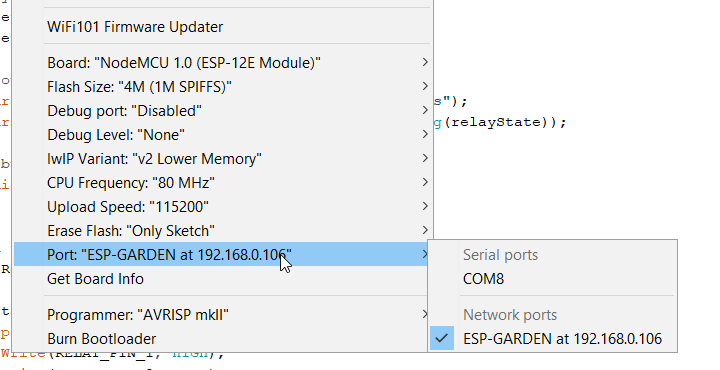 WiFi101 Firmware Updater
Board: "NodeMCU 1.0 (ESP-12E Module)"
Flash Size: "4M (1M SPIFFS)"
Debug port: "Disabled"
s");
Debug Level: "None"
g(relayState));
IwIP Variant: "v2 Lower Memory"
CPU Frequency: "80 MHz"
Upload Speed: "115200"
Erase Flash: "Only Sketch"
Port: "ESP-GARDEN at 192.168.0.106"
Get Board Info
Programmer: "AVRISP mkII"
Burn Bootloader
Serial ports
COM8
Network ports
ESP-GARDEN at 192.168.0.106